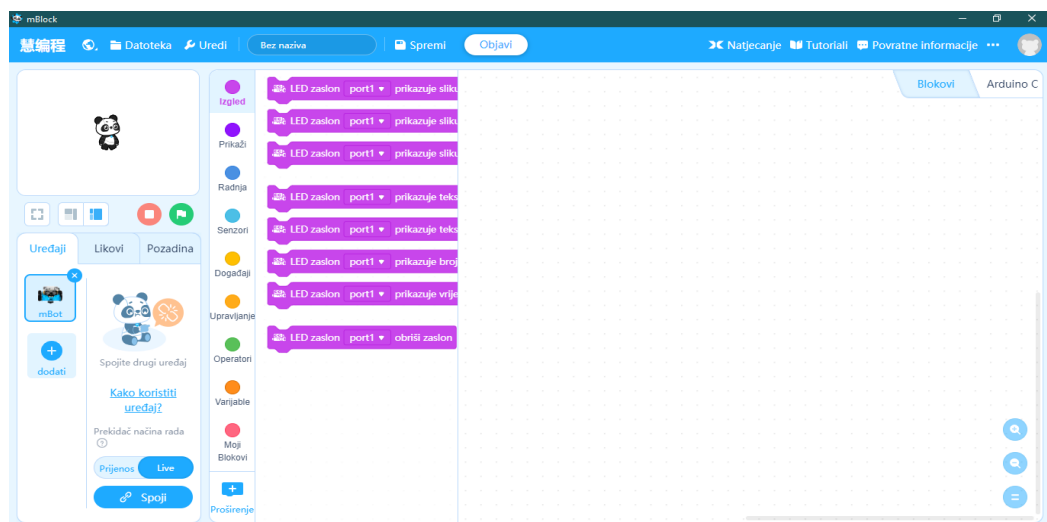 mBlock
慧编程 Datoteka Uredi Bez naziva Spremi Objavi Natjecanje Tutoriali Povratne informacije
Blokovi Arduino C
Izgled
Prikaži
Radnja
Senzori
Događaji
Upravljanje
Operatori
Varijable
Moji
Blokovi
Proširenje
LED zaslon port1 prikazuje sliku
LED zaslon port1 prikazuje sliku
LED zaslon port1 prikazuje sliku
LED zaslon port1 prikazuje teks
LED zaslon port1 prikazuje teks
LED zaslon port1 prikazuje broj
LED zaslon port1 prikazuje vrije
LED zaslon port1 obriši zaslon
Uređaji Likovi Pozadina
mBot
dodati
Spojite drugi uređaj
Kako koristiti
uređaj?
Prekidač načina rada
Prijenos Live
Spoji